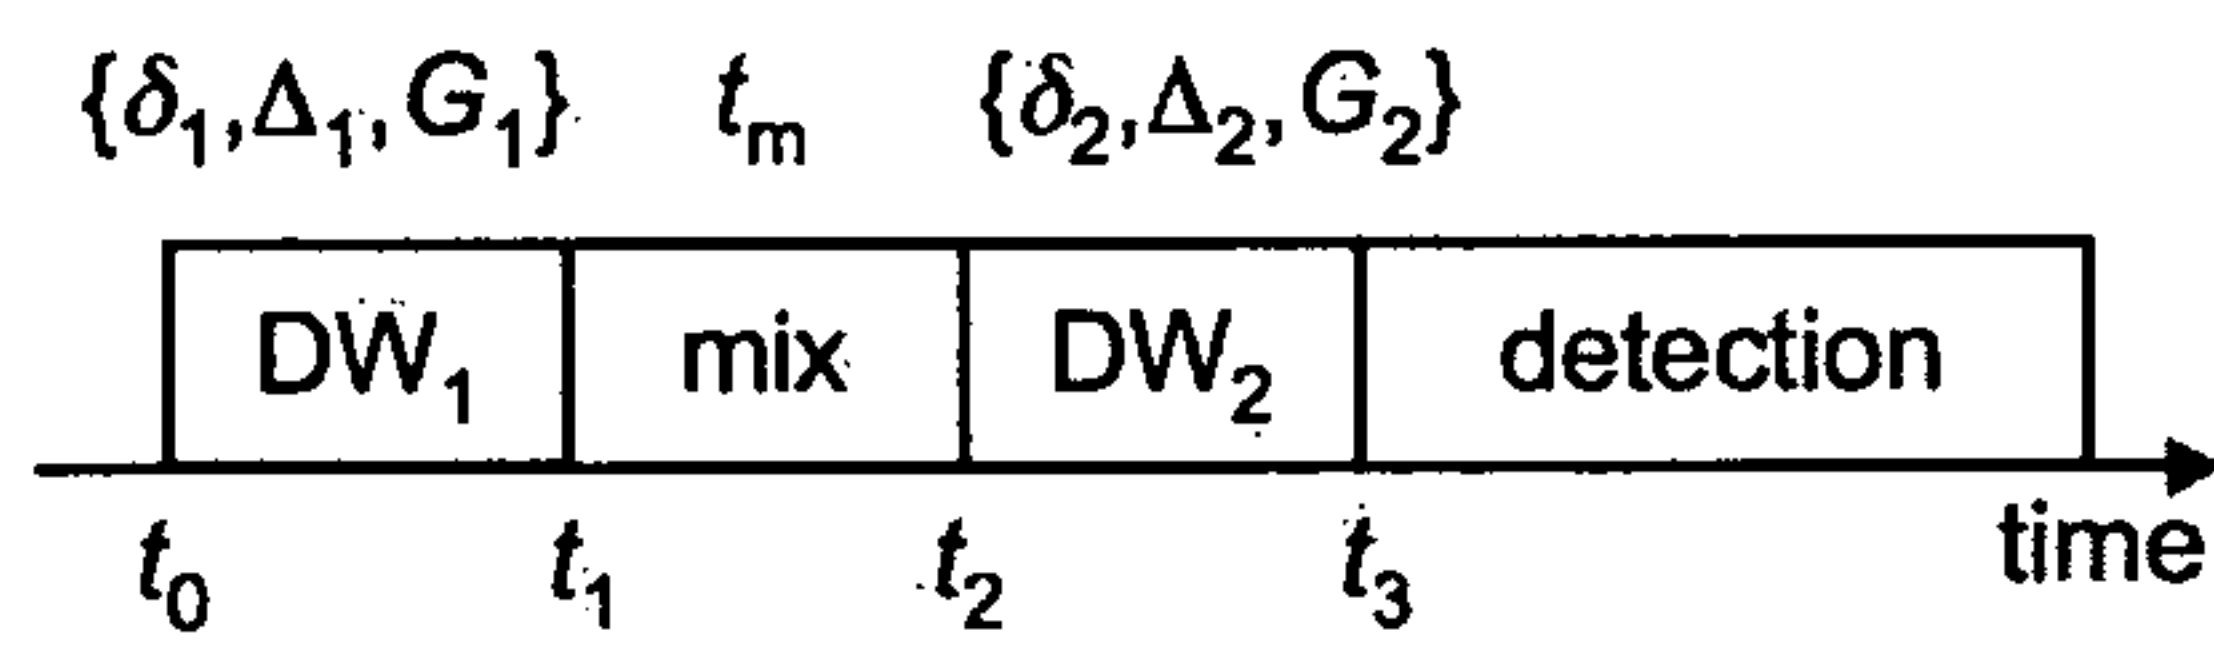 {δ₁,Δ₁,G₁} tₘ {δ₂,Δ₂,G₂}
DW₁ mix DW₂ detection
t₀ t₁ t₂ t₃ time